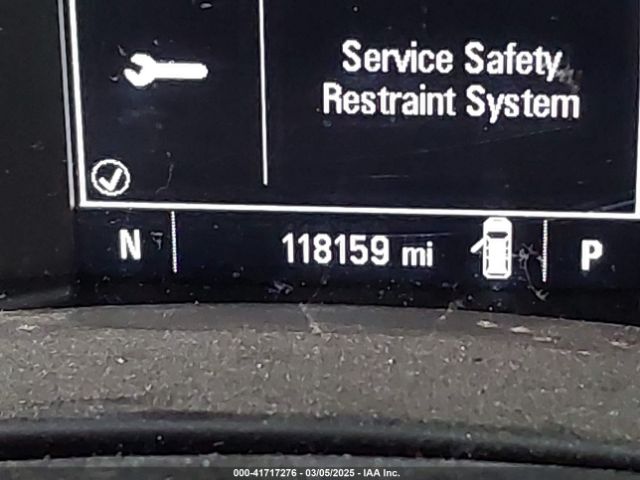 Service Safety
Restraint System
N 118159 mi P
000-41717276 - 03/05/2025 - IAA Inc.